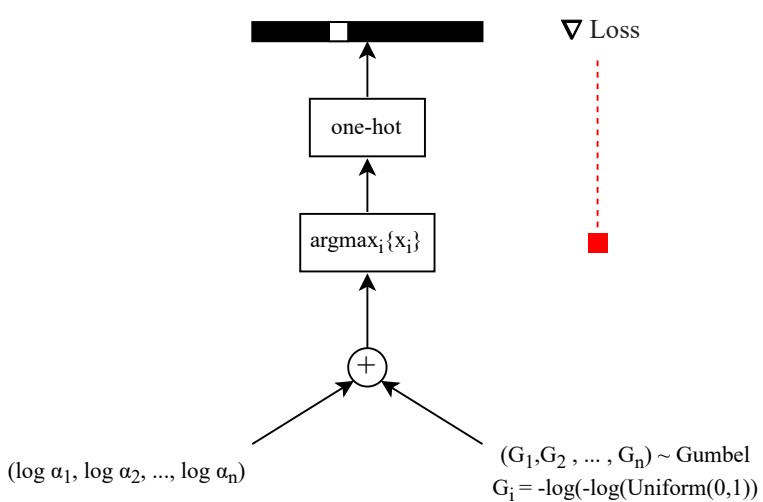 ∇ Loss
one-hot
argmaxᵢ{xᵢ}
+
(log α₁, log α₂, ..., log αₙ)
(G₁,G₂ , ... , Gₙ) ~ Gumbel
Gᵢ = -log(-log(Uniform(0,1))